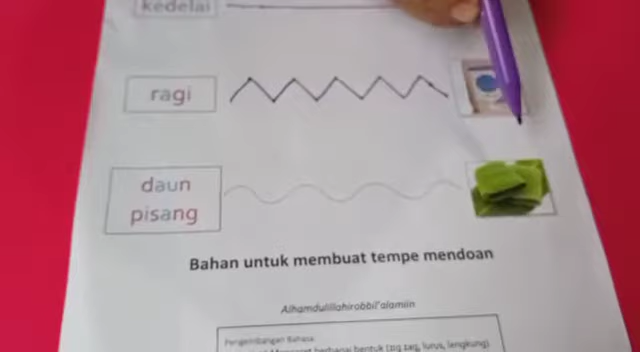 kedelai
ragi
daun
pisang
Bahan untuk membuat tempe mendoan
Alhamdulillahirobbil'alamiin
Pengembangan Bahasa
berbagai bentuk (zig zag, lurus, lengkung)